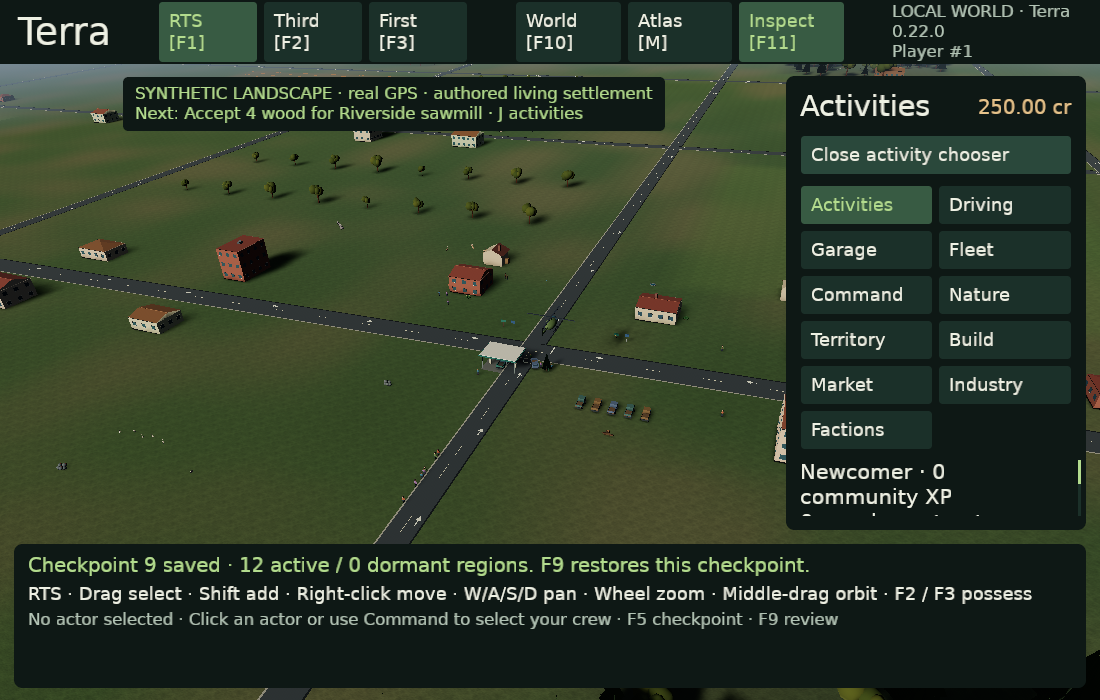 Terra
RTS
[F1]
Third
[F2]
First
[F3]
World
[F10]
Atlas
[M]
Inspect
[F11]
LOCAL WORLD · Terra
0.22.0
Player #1
SYNTHETIC LANDSCAPE · real GPS · authored living settlement
Next: Accept 4 wood for Riverside sawmill · J activities
Activities
250.00 cr
Close activity chooser
Activities
Driving
Garage
Fleet
Command
Nature
Territory
Build
Market
Industry
Factions
Newcomer · 0
community XP
Checkpoint 9 saved · 12 active / 0 dormant regions. F9 restores this checkpoint.
RTS · Drag select · Shift add · Right-click move · W/A/S/D pan · Wheel zoom · Middle-drag orbit · F2 / F3 possess
No actor selected · Click an actor or use Command to select your crew · F5 checkpoint · F9 review